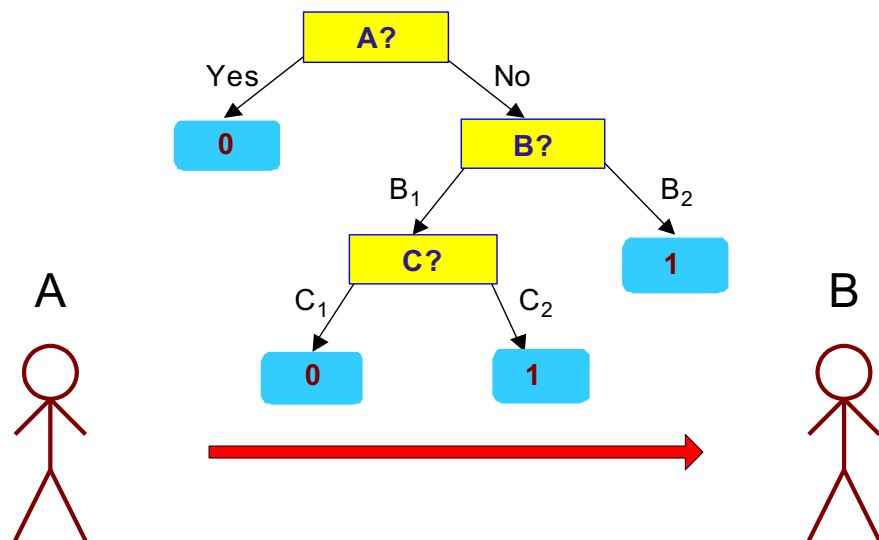 A?
Yes
No
0
B?
B₁
B₂
C?
1
A
B
C₁
C₂
0
1